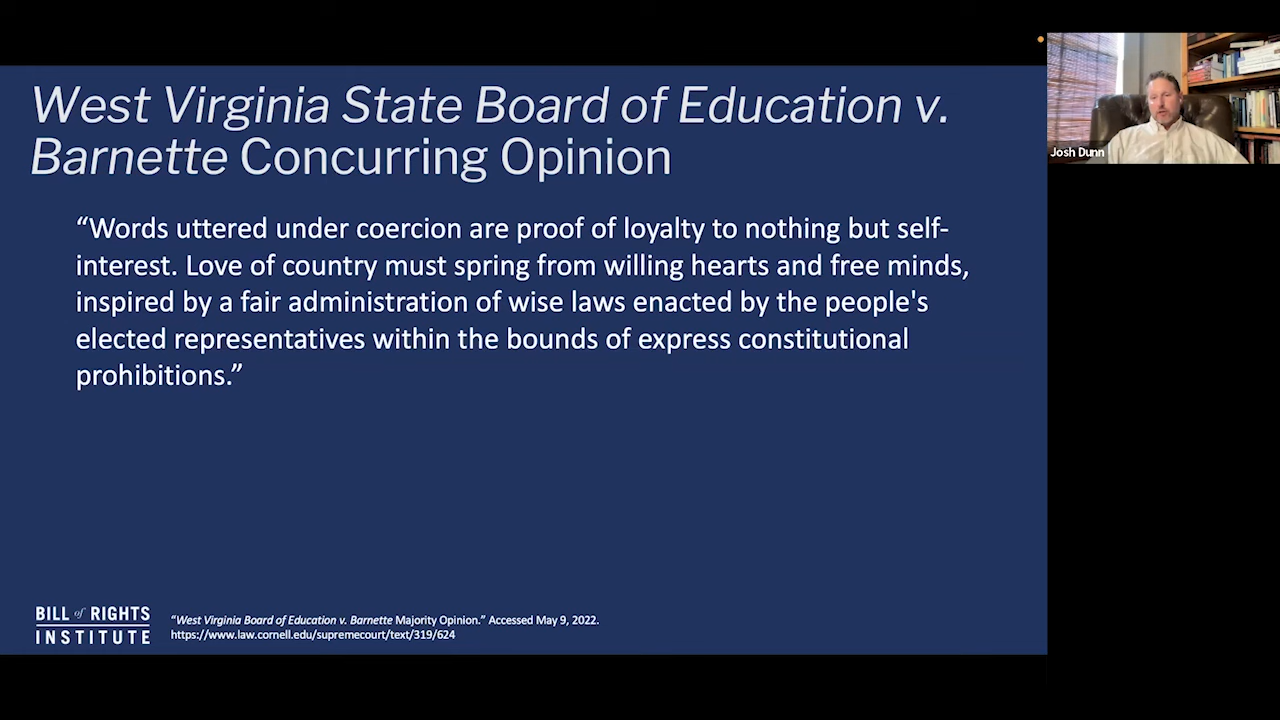 West Virginia State Board of Education v.
Barnette Concurring Opinion
“Words uttered under coercion are proof of loyalty to nothing but self-
interest. Love of country must spring from willing hearts and free minds,
inspired by a fair administration of wise laws enacted by the people's
elected representatives within the bounds of express constitutional
prohibitions.”
BILL of RIGHTS
INSTITUTE
“West Virginia Board of Education v. Barnette Majority Opinion.” Accessed May 9, 2022.
https://www.law.cornell.edu/supremecourt/text/319/624
Josh Dunn